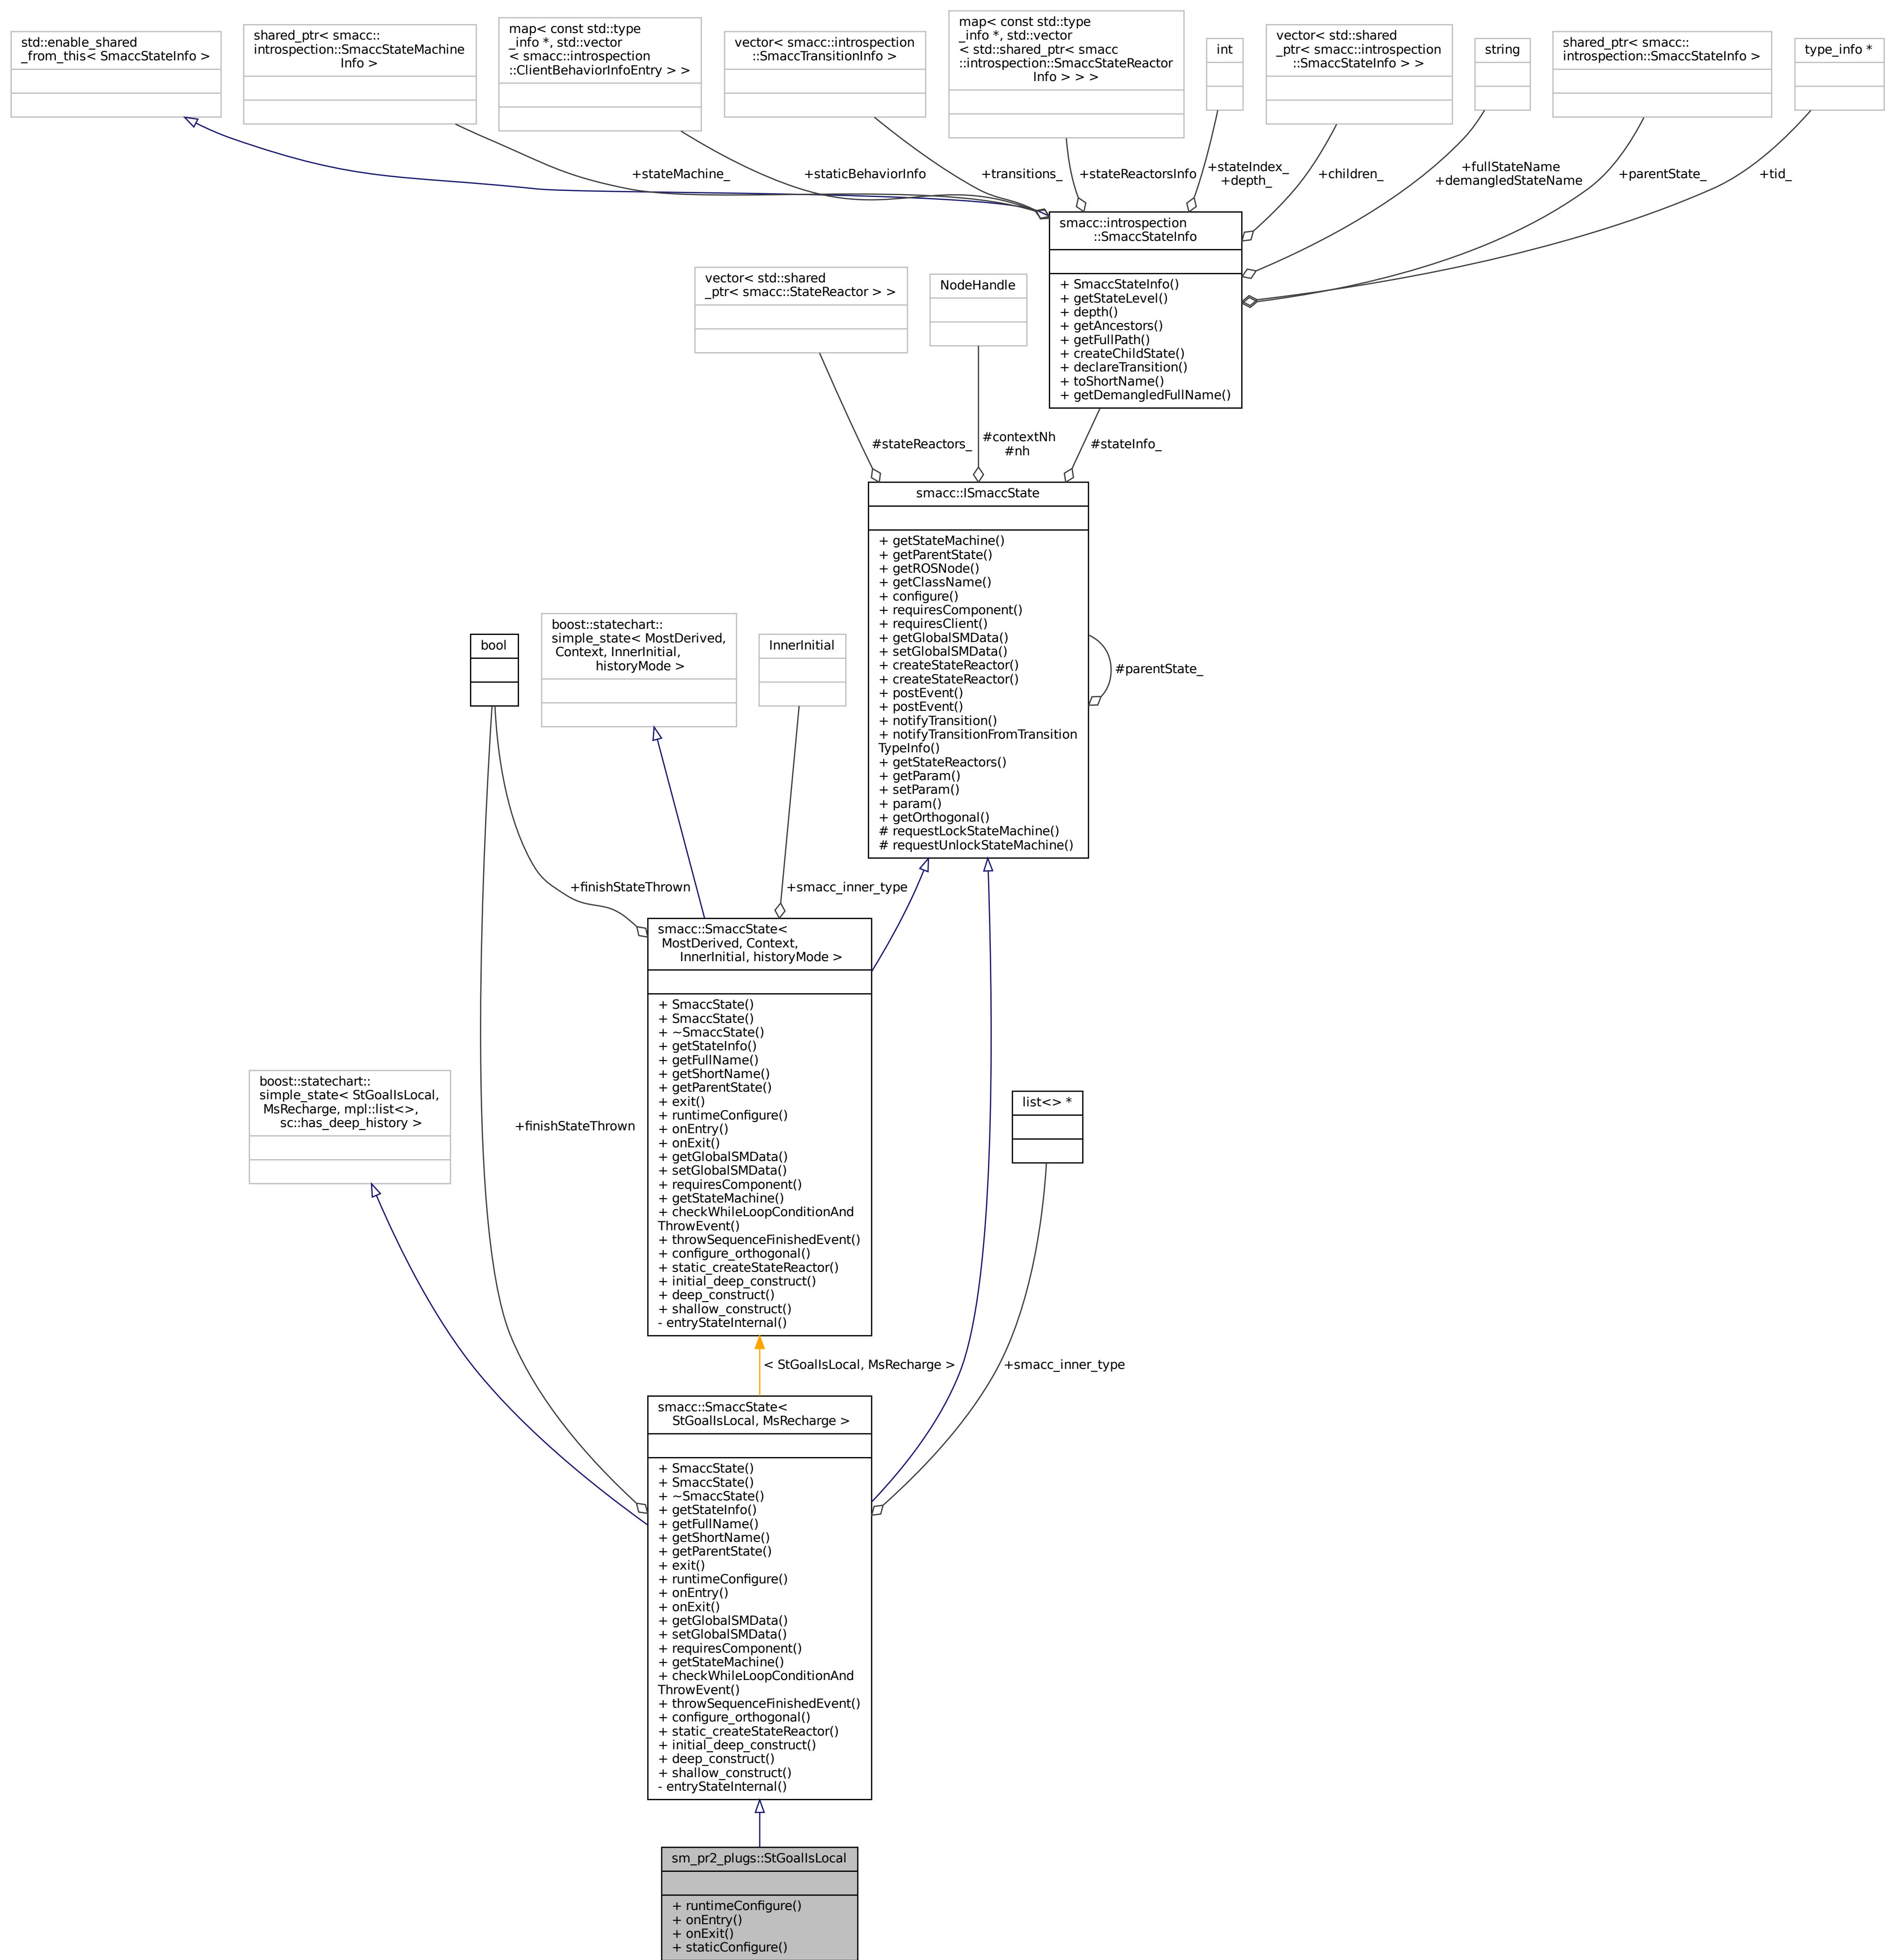 std::enable_shared
_from_this< SmaccStateInfo >
shared_ptr< smacc::
introspection::SmaccStateMachine
Info >
map< const std::type
_info *, std::vector
< smacc::introspection
::ClientBehaviorInfoEntry > >
vector< smacc::introspection
::SmaccTransitionInfo >
map< const std::type
_info *, std::vector
< std::shared_ptr< smacc
::introspection::SmaccStateReactor
Info > > >
int
vector< std::shared
_ptr< smacc::introspection
::SmaccStateInfo > >
string
shared_ptr< smacc::
introspection::SmaccStateInfo >
type_info *
+stateMachine_
+staticBehaviorInfo
+transitions_
+stateReactorsInfo
+stateIndex_
+depth_
+children_
+fullStateName
+demangledStateName
+parentState_
+tid_
smacc::introspection
::SmaccStateInfo
+ SmaccStateInfo()
+ getStateLevel()
+ depth()
+ getAncestors()
+ getFullPath()
+ createChildState()
+ declareTransition()
+ toShortName()
+ getDemangledFullName()
vector< std::shared
_ptr< smacc::StateReactor > >
NodeHandle
#stateReactors_
#contextNh
#nh
#stateInfo_
smacc::ISmaccState
+ getStateMachine()
+ getParentState()
+ getROSNode()
+ getClassName()
+ configure()
+ requiresComponent()
+ requiresClient()
+ getGlobalSMData()
+ setGlobalSMData()
+ createStateReactor()
+ createStateReactor()
+ postEvent()
+ postEvent()
+ notifyTransition()
+ notifyTransitionFromTransition
TypeInfo()
+ getStateReactors()
+ getParam()
+ setParam()
+ param()
+ getOrthogonal()
# requestLockStateMachine()
# requestUnlockStateMachine()
#parentState_
bool
boost::statechart::
simple_state< MostDerived,
Context, InnerInitial,
historyMode >
InnerInitial
+finishStateThrown
+smacc_inner_type
smacc::SmaccState<
MostDerived, Context,
InnerInitial, historyMode >
+ SmaccState()
+ SmaccState()
+ ~SmaccState()
+ getStateInfo()
+ getFullName()
+ getShortName()
+ getParentState()
+ exit()
+ runtimeConfigure()
+ onEntry()
+ onExit()
+ getGlobalSMData()
+ setGlobalSMData()
+ requiresComponent()
+ getStateMachine()
+ checkWhileLoopConditionAnd
ThrowEvent()
+ throwSequenceFinishedEvent()
+ configure_orthogonal()
+ static_createStateReactor()
+ initial_deep_construct()
+ deep_construct()
+ shallow_construct()
- entryStateInternal()
boost::statechart::
simple_state< StGoalIsLocal,
MsRecharge, mpl::list<>,
sc::has_deep_history >
+finishStateThrown
list<> *
< StGoalIsLocal, MsRecharge >
+smacc_inner_type
smacc::SmaccState<
StGoalIsLocal, MsRecharge >
+ SmaccState()
+ SmaccState()
+ ~SmaccState()
+ getStateInfo()
+ getFullName()
+ getShortName()
+ getParentState()
+ exit()
+ runtimeConfigure()
+ onEntry()
+ onExit()
+ getGlobalSMData()
+ setGlobalSMData()
+ requiresComponent()
+ getStateMachine()
+ checkWhileLoopConditionAnd
ThrowEvent()
+ throwSequenceFinishedEvent()
+ configure_orthogonal()
+ static_createStateReactor()
+ initial_deep_construct()
+ deep_construct()
+ shallow_construct()
- entryStateInternal()
sm_pr2_plugs::StGoalIsLocal
+ runtimeConfigure()
+ onEntry()
+ onExit()
+ staticConfigure()